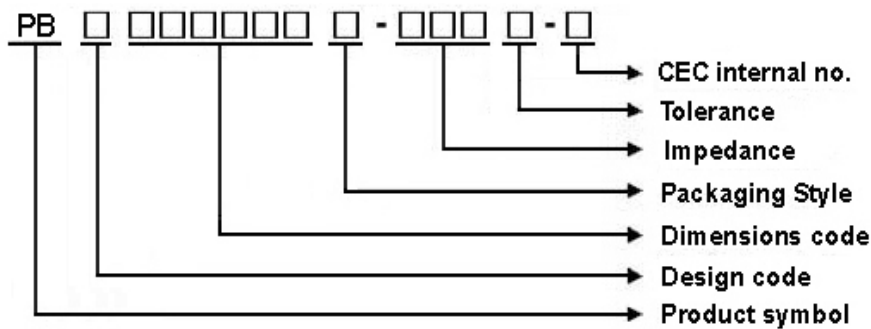 PB □ □□□□□□ □ - □□□ □ - □
CEC internal no.
Tolerance
Impedance
Packaging Style
Dimensions code
Design code
Product symbol